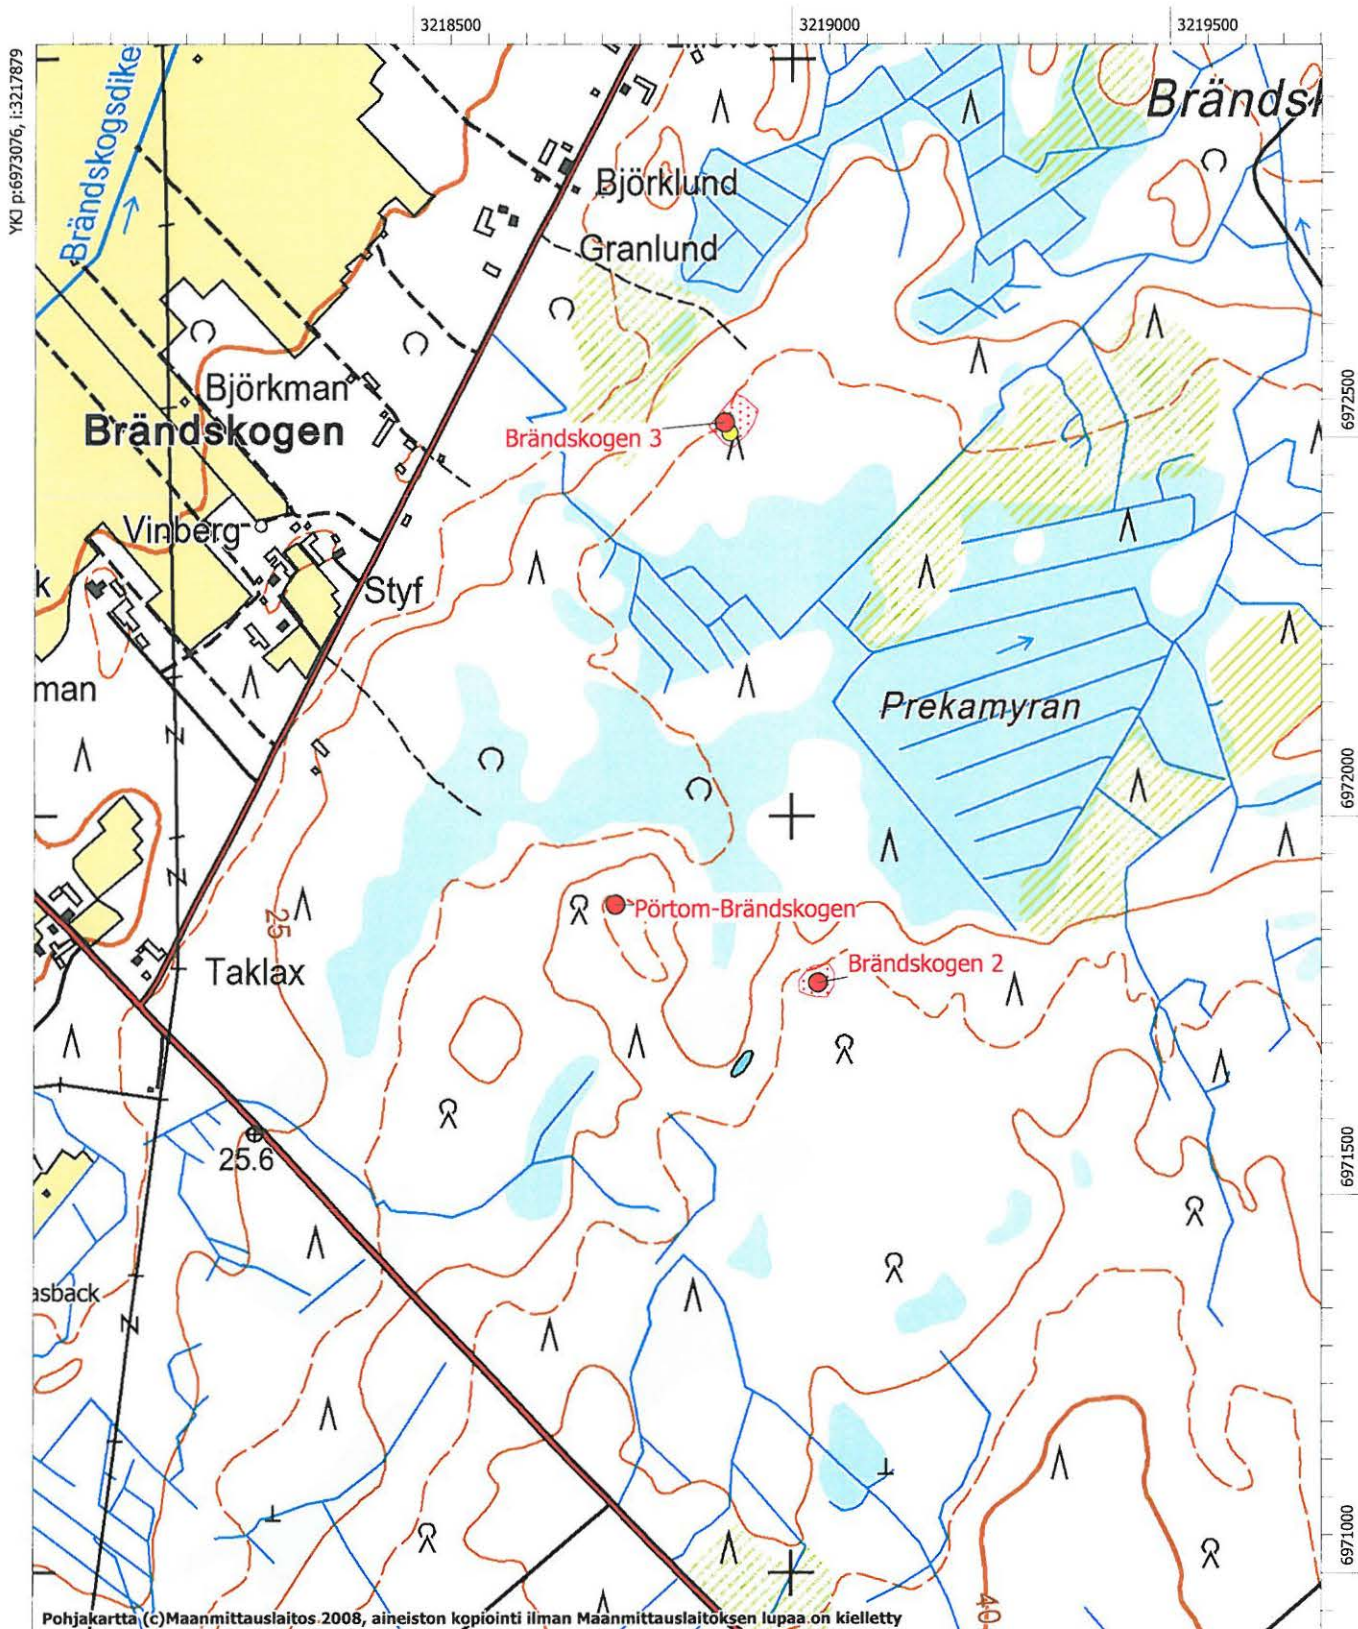 3218500
3219000
3219500
YKJ p:6973076, i:3217879
Brändskogsdike
Brändsk
Björklund
Granlund
Björkman
Brändskogen
Brändskogen 3
6972500
Vinberg
k
Styf
man
Prekamyran
6972000
Pörtom-Brändskogen
25
Taklax
Brändskogen 2
25.6
6971500
asback
6971000
40
Pohjakartta (c)Maanmittauslaitos 2008, aineiston kopiointi ilman Maanmittauslaitoksen lupaa on kielletty